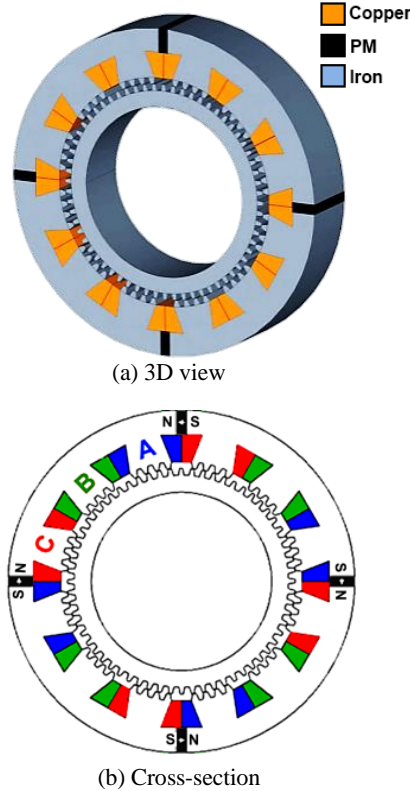 Copper
PM
Iron
(a) 3D view
N S
A
B
C
N
S
S
N
S N
(b) Cross-section